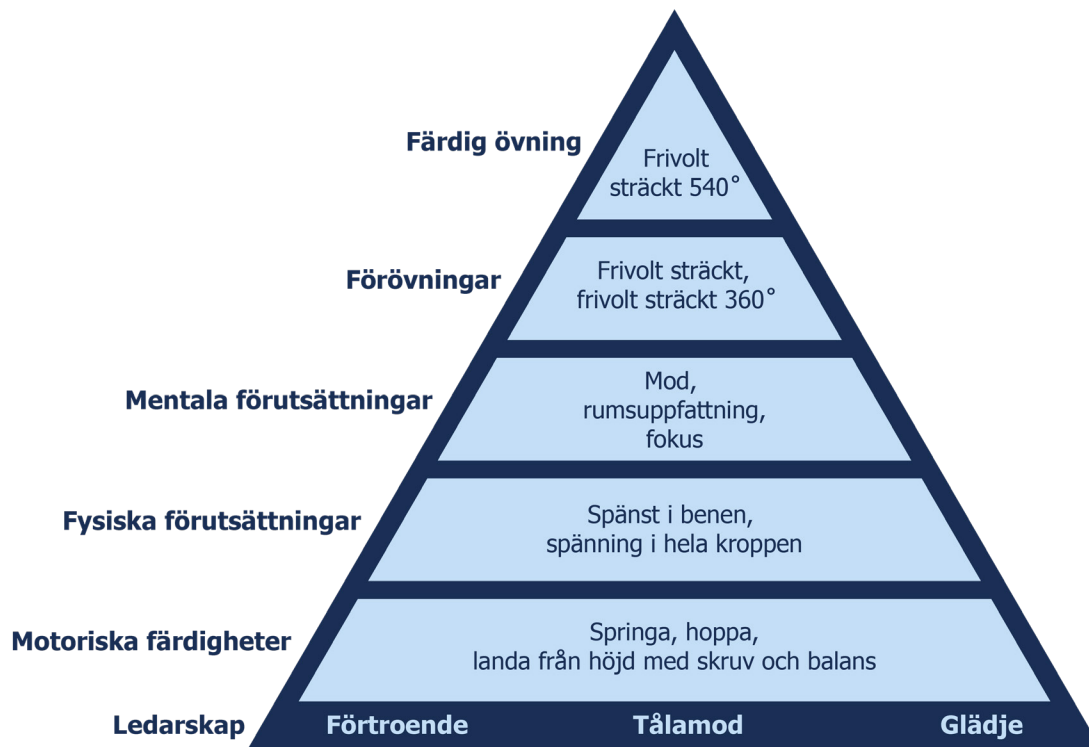 Färdig övning
Frivolt
sträckt 540°
Förövningar
Frivolt sträckt,
frivolt sträckt 360°
Mentala förutsättningar
Mod,
rumsuppfattning,
fokus
Fysiska förutsättningar
Spänst i benen,
spänning i hela kroppen
Motoriska färdigheter
Springa, hoppa,
landa från höjd med skruv och balans
Ledarskap Förtroende Tålamod Glädje